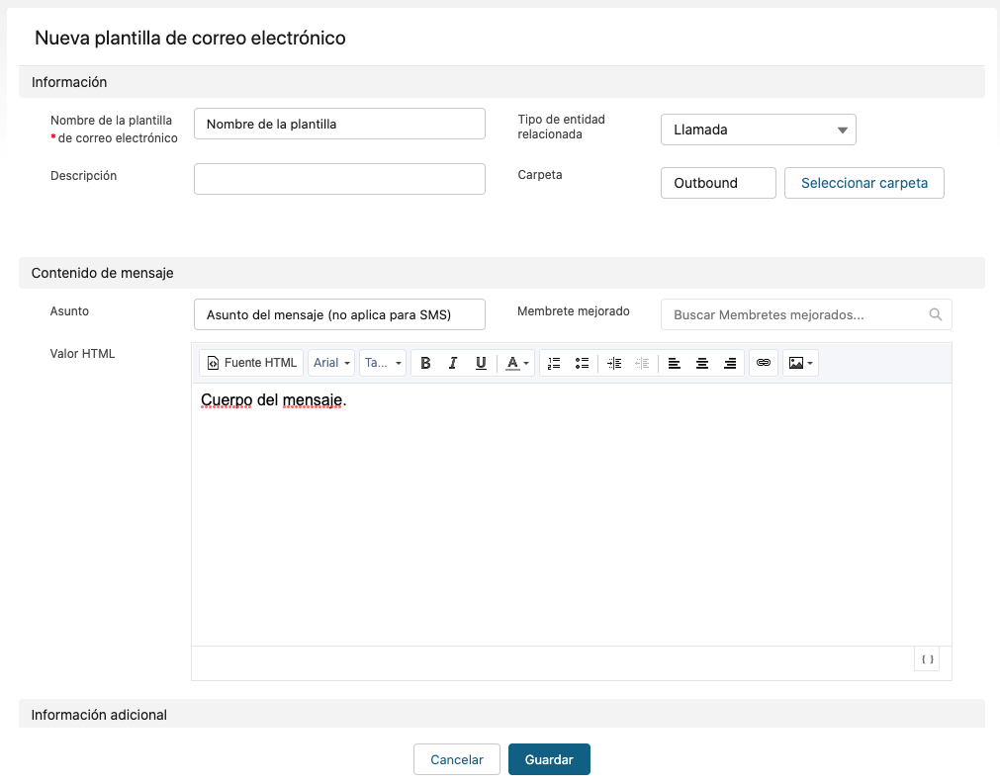 Nueva plantilla de correo electrónico
Información
Nombre de la plantilla
* de correo electrónico
Nombre de la plantilla
Tipo de entidad
relacionada
Llamada
Descripción
Carpeta
Outbound
Seleccionar carpeta
Contenido de mensaje
Asunto
Asunto del mensaje (no aplica para SMS)
Membrete mejorado
Buscar Membretes mejorados...
Valor HTML
Fuente HTML
Arial
Ta...
B I U A
Cuerpo del mensaje.
{ }
Información adicional
Cancelar
Guardar